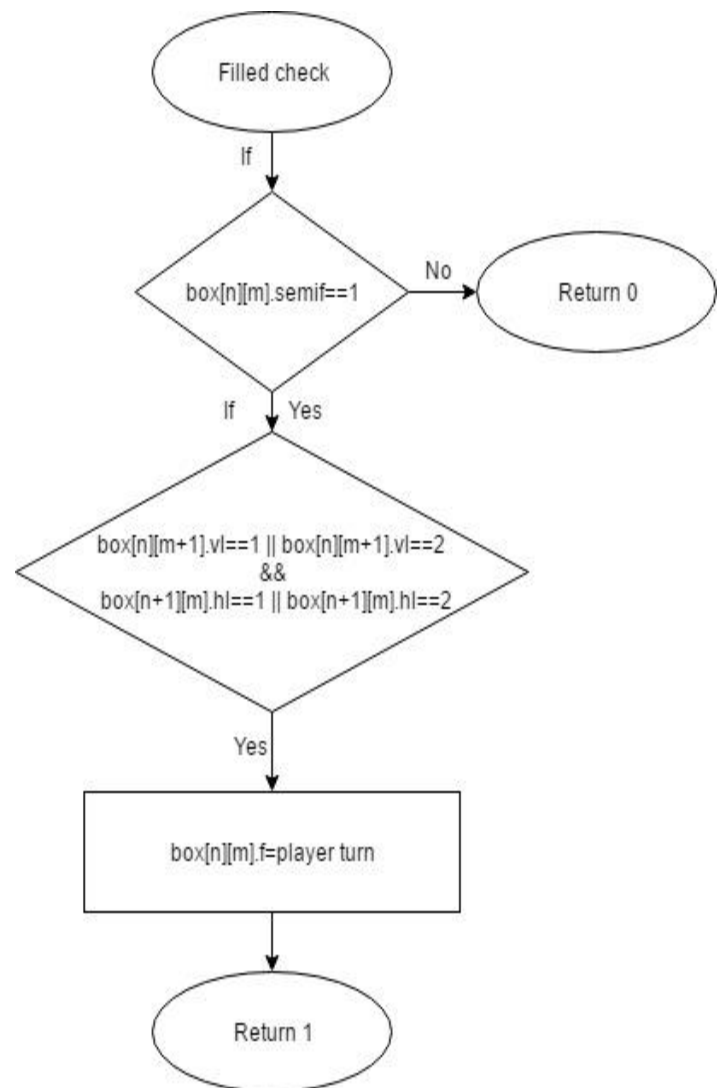 Filled check
If
box[n][m].semif==1
No
Return 0
If Yes
box[n][m+1].vl==1 || box[n][m+1].vl==2
&&
box[n+1][m].hl==1 || box[n+1][m].hl==2
Yes
box[n][m].f=player turn
Return 1